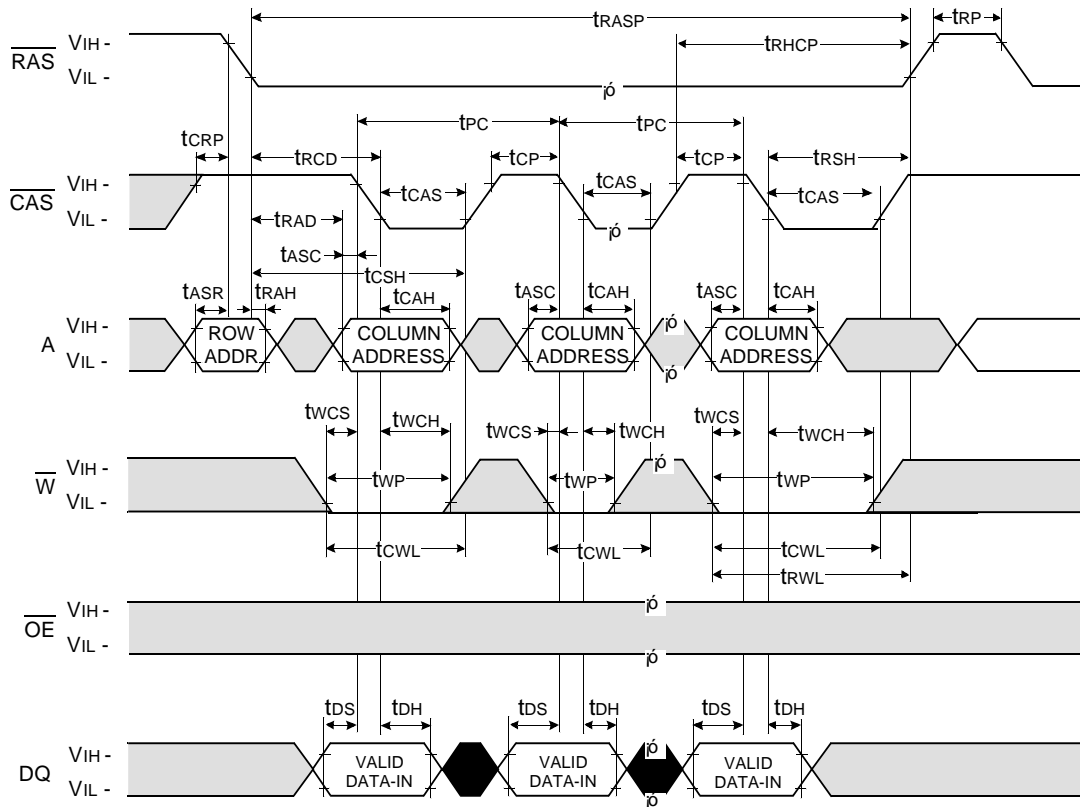 tRASP
tRP
tRHCP
RAS
VIH -
VIL -
¡ó
tCRP
tRCD
tPC
tPC
tCP
tCP
tRSH
CAS
VIH -
VIL -
tCAS
tCAS
tCAS
¡ó
tRAD
tASC
tCSH
tASR
tRAH
tCAH
tASC
tCAH
tASC
tCAH
A
VIH -
VIL -
ROW
ADDR.
COLUMN
ADDRESS
COLUMN
ADDRESS
¡ó
¡ó
COLUMN
ADDRESS
tWCS
tWCH
tWCS
tWCH
tWCS
tWCH
W
VIH -
VIL -
tWP
tWP
¡ó
tWP
tCWL
tCWL
tCWL
tRWL
OE
VIH -
VIL -
¡ó
¡ó
tDS
tDH
tDS
tDH
tDS
tDH
DQ
VIH -
VIL -
VALID
DATA-IN
VALID
DATA-IN
¡ó
¡ó
VALID
DATA-IN